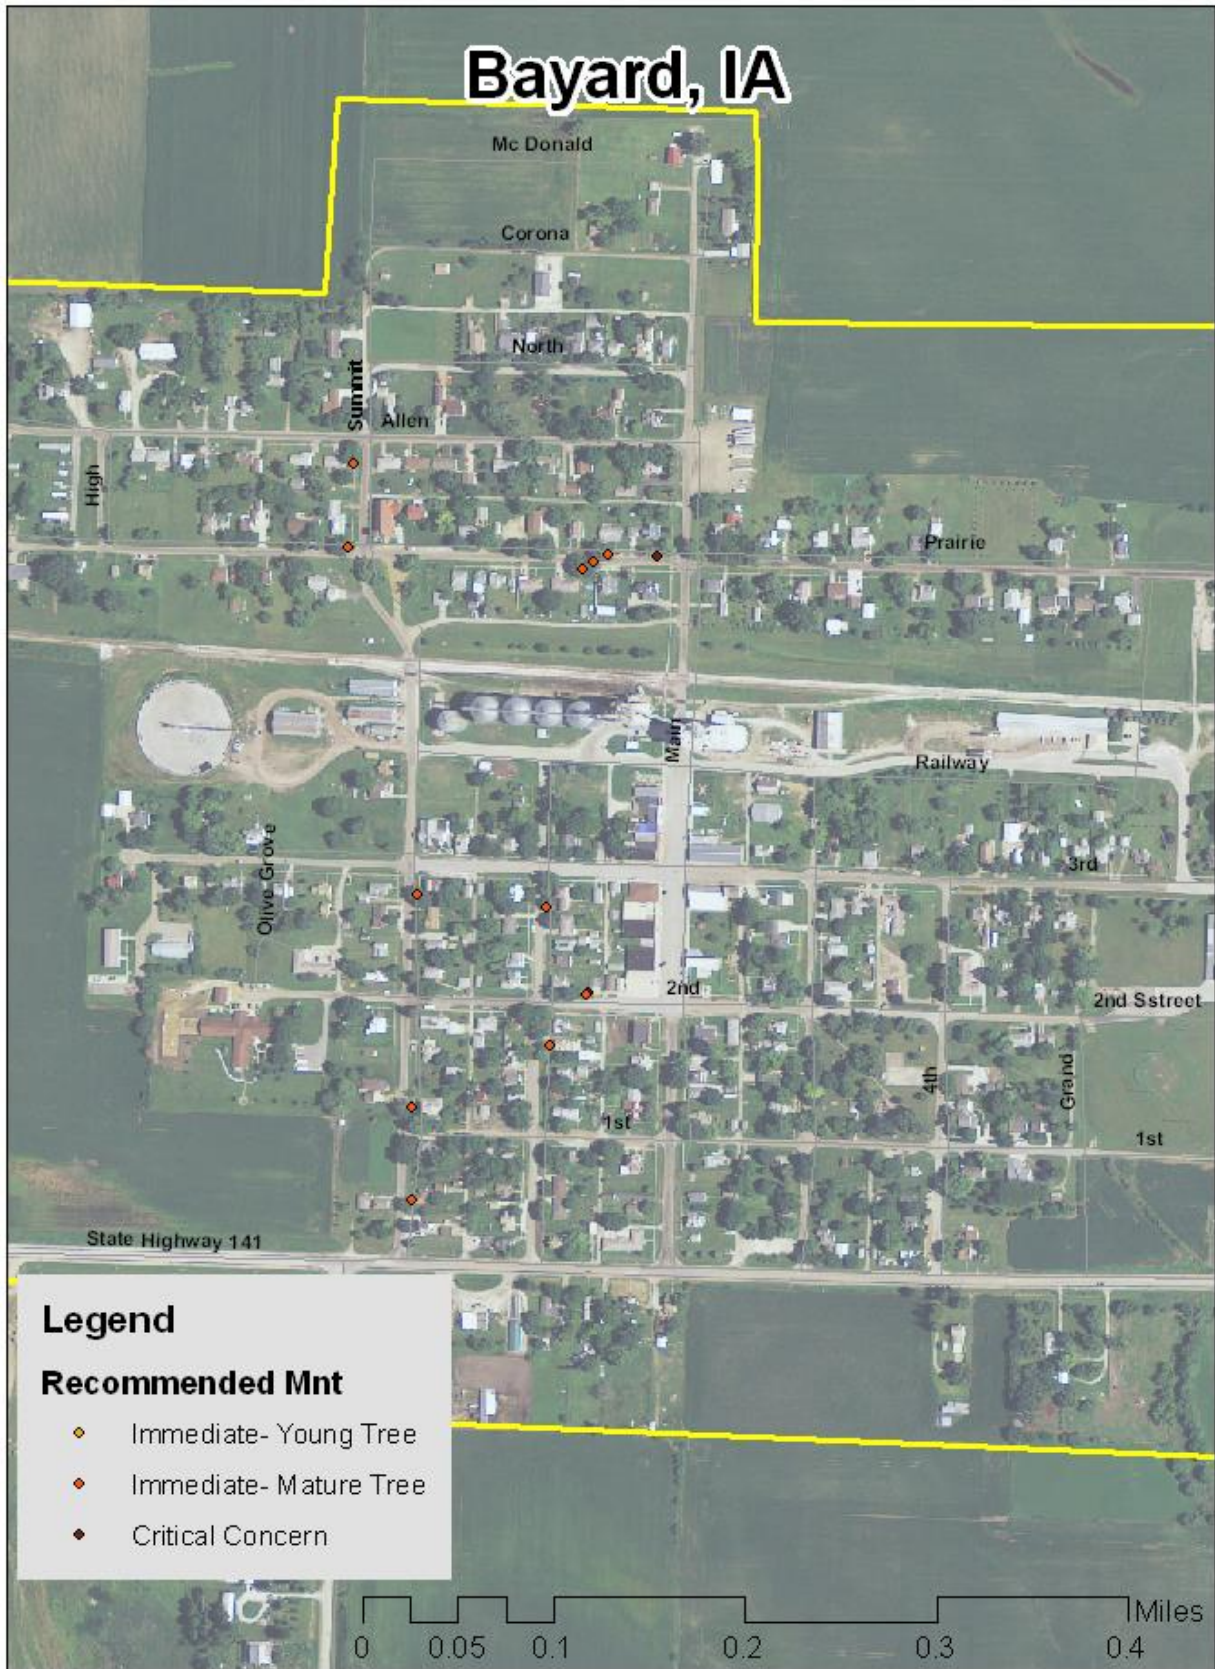 Bayard, IA
Mc Donald
Corona
North
Summit
Allen
High
Prairie
Main
Railway
Olive Grove
3rd
2nd
2nd Sstreet
4th
Grand
1st
1st
State Highway 141
Legend
Recommended Mnt
Immediate- Young Tree
Immediate- Mature Tree
Critical Concern
Miles
0 0.05 0.1 0.2 0.3 0.4